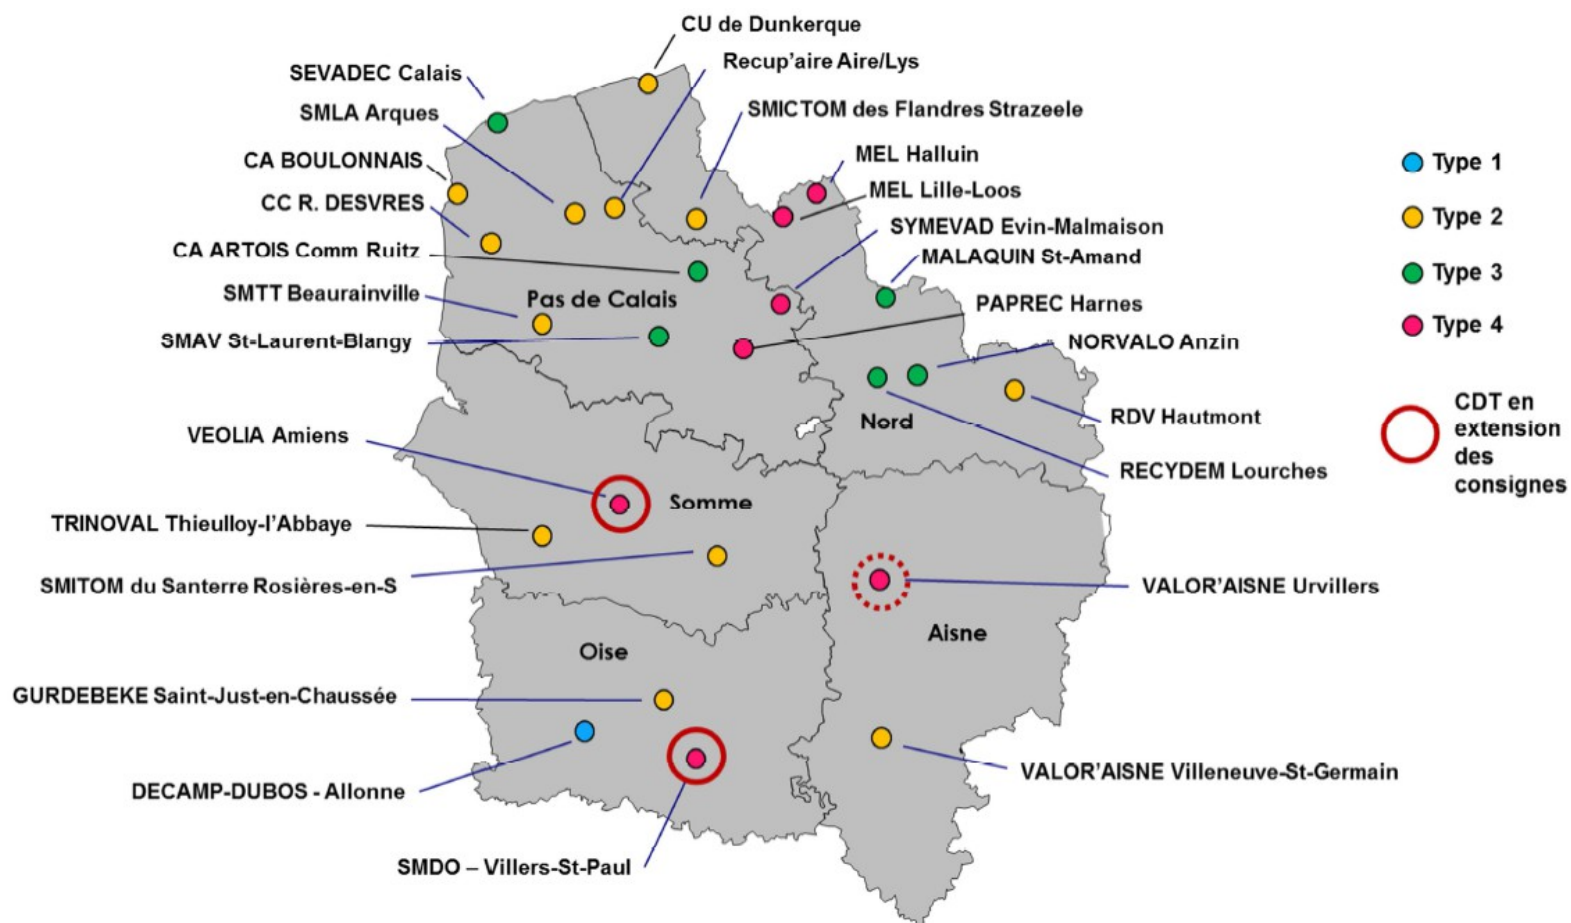 CU de Dunkerque
Recup'aire Aire/Lys
SEVADEC Calais
SMLA Arques
SMICTOM des Flandres Strazeele
CA BOULONNAIS
MEL Halluin
MEL Lille-Loos
CC R. DESVRES
SYMEVAD Evin-Malmaison
CA ARTOIS Comm Ruitz
MALAQUIN St-Amand
SMTT Beaurainville
Pas de Calais
PAPREC Harnes
SMAV St-Laurent-Blangy
NORVALO Anzin
RDV Hautmont
Nord
VEOLIA Amiens
RECYDEM Lourches
Somme
TRINOVAL Thieulloy-l'Abbaye
SMITOM du Santerre Rosières-en-S
VALOR'AISNE Urvillers
Aisne
Oise
GURDEBEKE Saint-Just-en-Chaussée
VALOR'AISNE Villeneuve-St-Germain
DECAMP-DUBOS - Allonne
SMDO – Villers-St-Paul
Type 1
Type 2
Type 3
Type 4
CDT en
extension
des
consignes